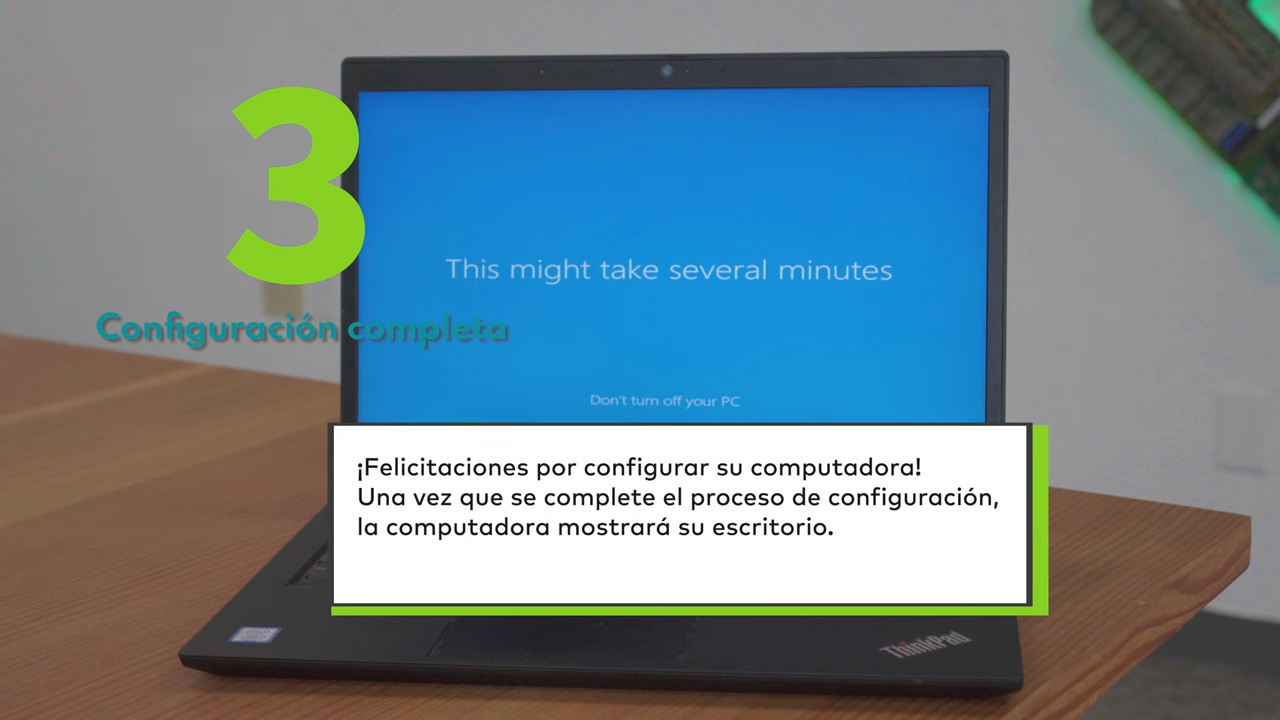 3
Configuración completa
This might take several minutes
Don't turn off your PC
¡Felicitaciones por configurar su computadora!
Una vez que se complete el proceso de configuración,
la computadora mostrará su escritorio.
ThinkPad